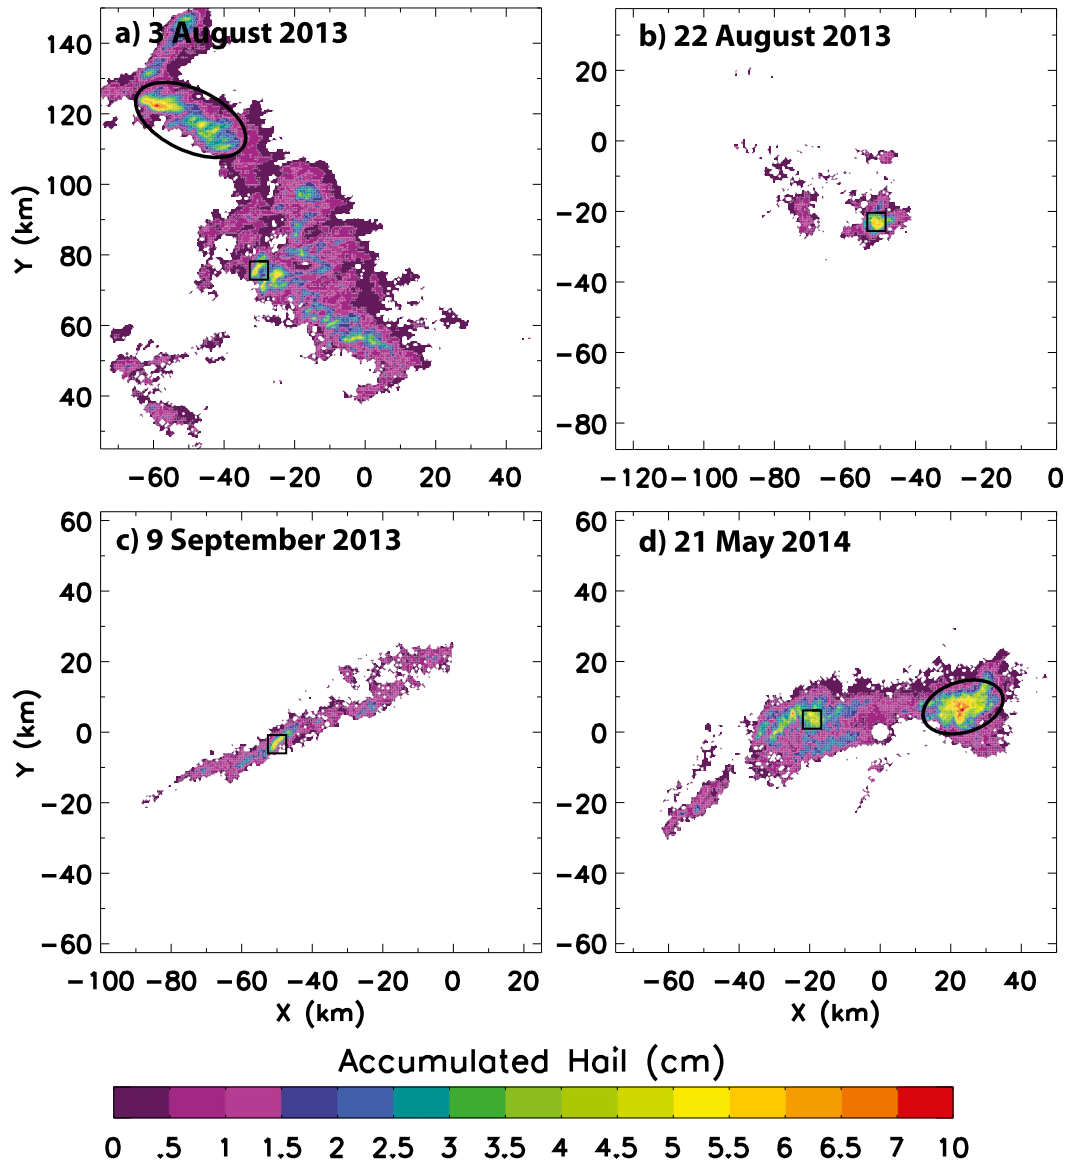 a) 3 August 2013
b) 22 August 2013
140
120
100
80
60
40
Y (km)
−60 −40 −20 0 20 40
20
0
−20
−40
−60
−80
−120 −100 −80 −60 −40 −20 0
c) 9 September 2013
d) 21 May 2014
60
40
20
0
−20
−40
−60
Y (km)
−100 −80 −60 −40 −20 0 20
X (km)
60
40
20
0
−20
−40
−60
−60 −40 −20 0 20 40
X (km)
Accumulated Hail (cm)
0 .5 1 1.5 2 2.5 3 3.5 4 4.5 5 5.5 6 6.5 7 10